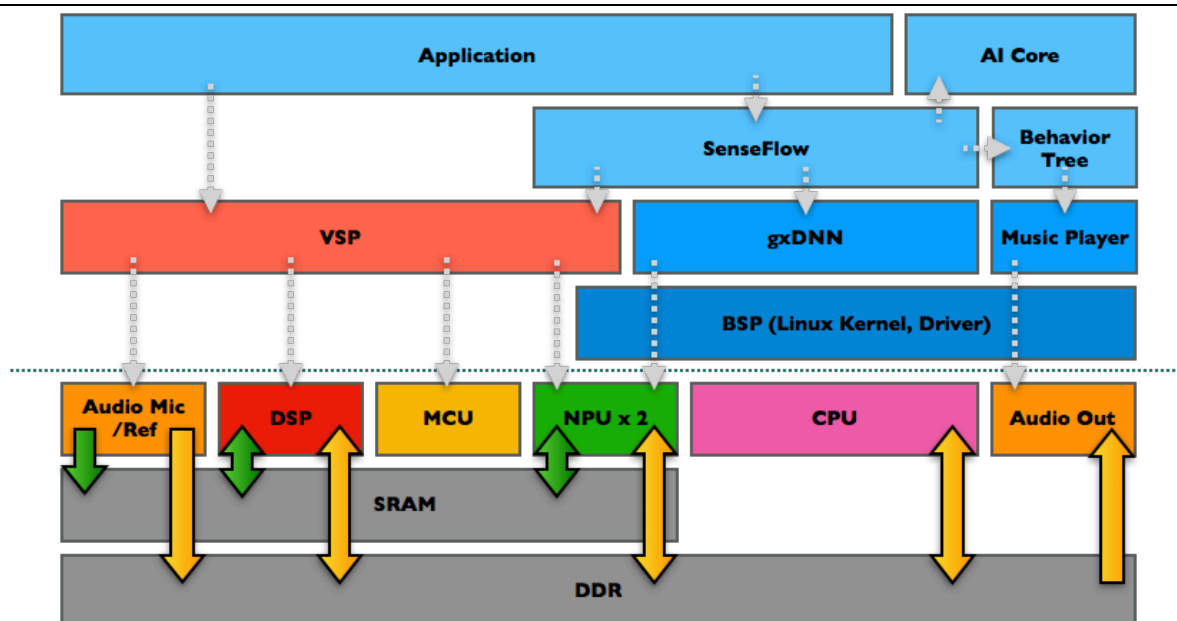 Application
AI Core
SenseFlow
Behavior
Tree
VSP
gxDNN
Music Player
BSP (Linux Kernel, Driver)
Audio Mic
/Ref
DSP
MCU
NPU x 2
CPU
Audio Out
SRAM
DDR